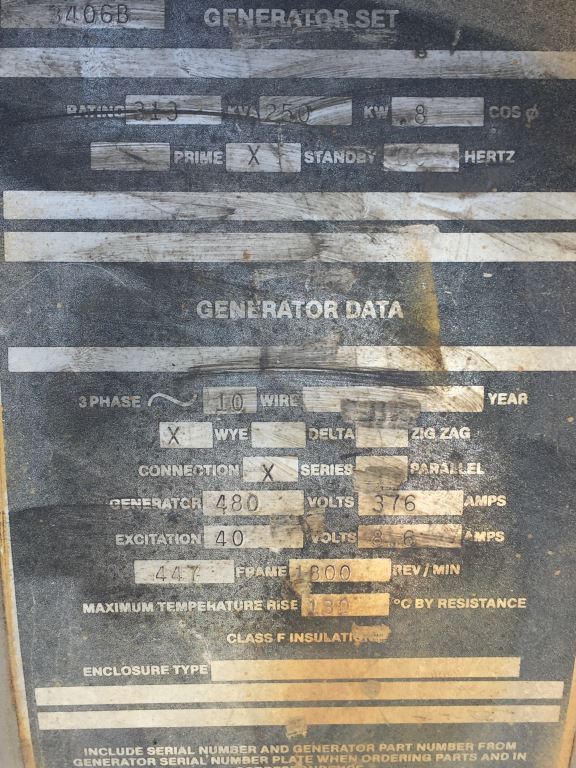 3406B GENERATOR SET
RATING 313 KVA 250 KW .8 COS ø
PRIME X STANDBY HERTZ
GENERATOR DATA
3 PHASE ~ 10 WIRE YEAR
X WYE DELTA ZIG ZAG
CONNECTION X SERIES PARALLEL
GENERATOR 480 VOLTS 376 AMPS
EXCITATION 40 VOLTS AMPS
447 FRAME 1800 REV/MIN
MAXIMUM TEMPERATURE RISE 130 °C BY RESISTANCE
CLASS F INSULATION
ENCLOSURE TYPE
INCLUDE SERIAL NUMBER AND GENERATOR PART NUMBER FROM
GENERATOR SERIAL NUMBER PLATE WHEN ORDERING PARTS AND IN